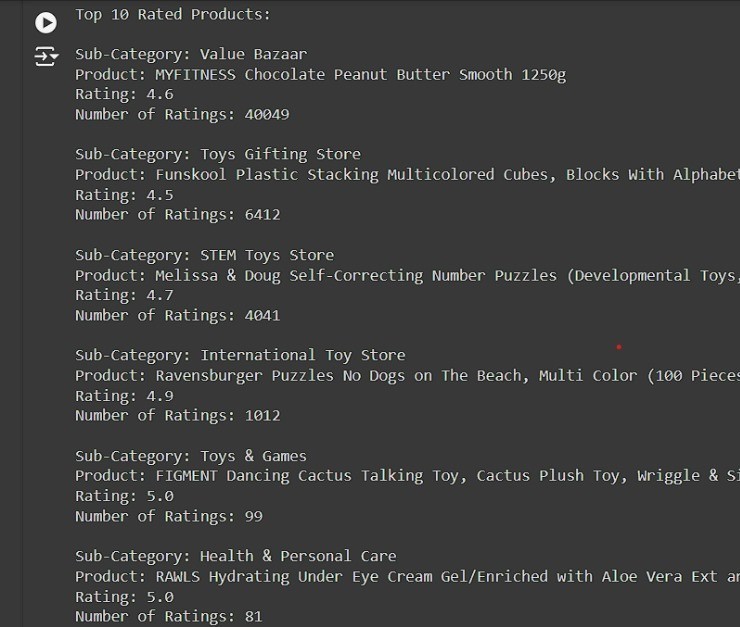 Top 10 Rated Products:
Sub-Category: Value Bazaar
Product: MYFITNESS Chocolate Peanut Butter Smooth 1250g
Rating: 4.6
Number of Ratings: 40049
Sub-Category: Toys Gifting Store
Product: Funskool Plastic Stacking Multicolored Cubes, Blocks With Alphabet
Rating: 4.5
Number of Ratings: 6412
Sub-Category: STEM Toys Store
Product: Melissa & Doug Self-Correcting Number Puzzles (Developmental Toys,
Rating: 4.7
Number of Ratings: 4041
Sub-Category: International Toy Store
Product: Ravensburger Puzzles No Dogs on The Beach, Multi Color (100 Pieces
Rating: 4.9
Number of Ratings: 1012
Sub-Category: Toys & Games
Product: FIGMENT Dancing Cactus Talking Toy, Cactus Plush Toy, Wriggle & Si
Rating: 5.0
Number of Ratings: 99
Sub-Category: Health & Personal Care
Product: RAWLS Hydrating Under Eye Cream Gel/Enriched with Aloe Vera Ext an
Rating: 5.0
Number of Ratings: 81